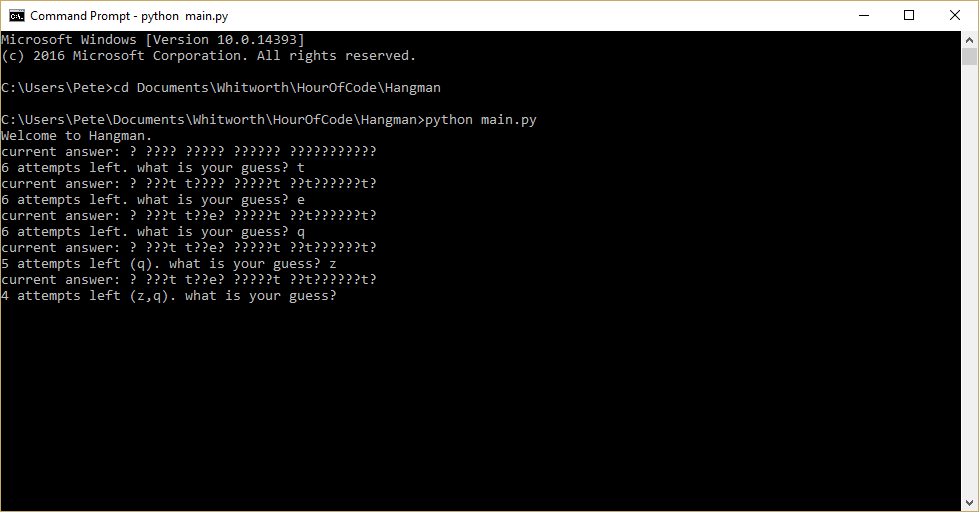 Command Prompt - python  main.py
Microsoft Windows [Version 10.0.14393]
(c) 2016 Microsoft Corporation. All rights reserved.
C:\Users\Pete>cd Documents\Whitworth\HourOfCode\Hangman
C:\Users\Pete\Documents\Whitworth\HourOfCode\Hangman>python main.py
Welcome to Hangman.
current answer: ? ???? ????? ?????? ???????????
6 attempts left. what is your guess? t
current answer: ? ???t t???? ?????t ??t??????t?
6 attempts left. what is your guess? e
current answer: ? ???t t??e? ?????t ??t??????t?
6 attempts left. what is your guess? q
current answer: ? ???t t??e? ?????t ??t??????t?
5 attempts left (q). what is your guess? z
current answer: ? ???t t??e? ?????t ??t??????t?
4 attempts left (z,q). what is your guess?